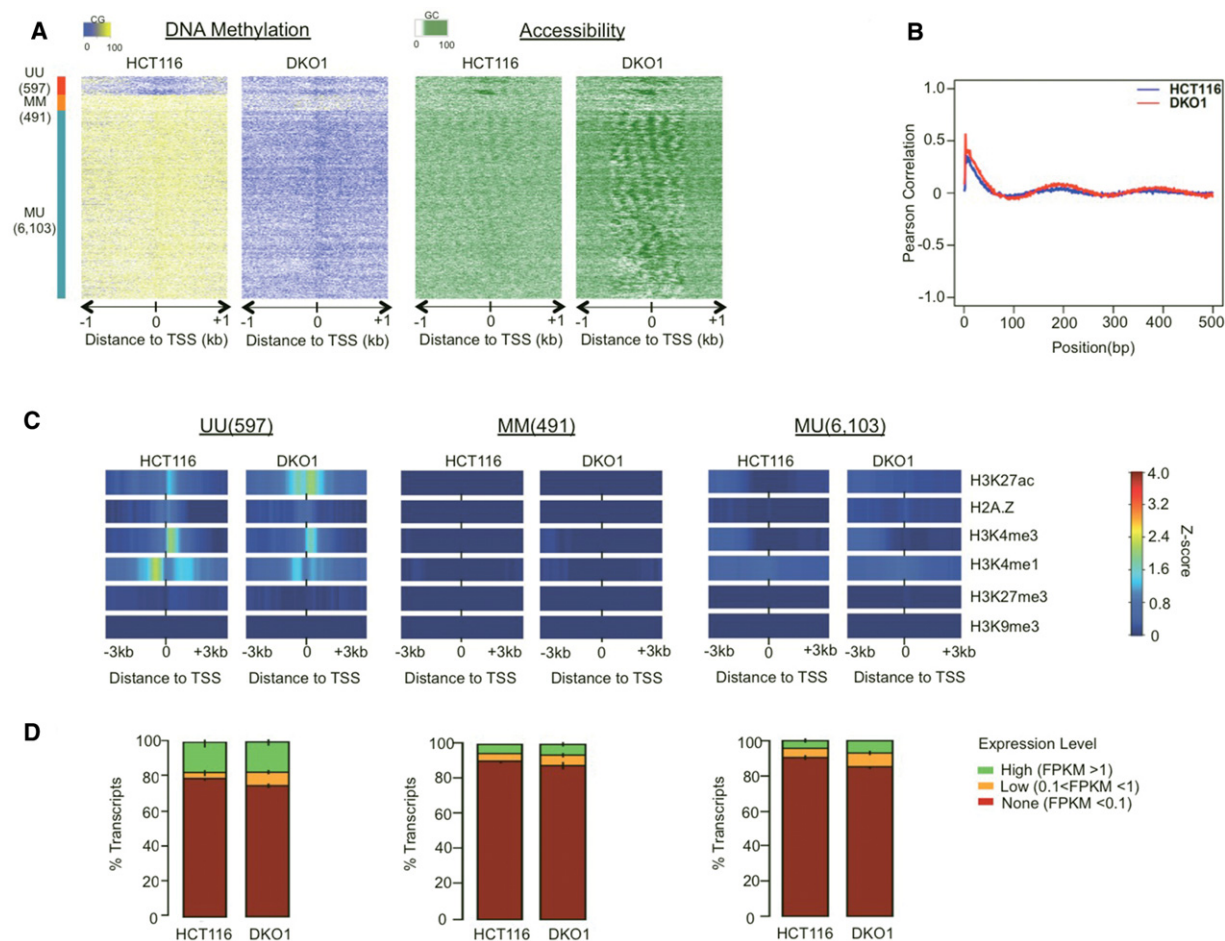 A
CG
0 100
DNA Methylation
GC
0 100
Accessibility
HCT116
DKO1
HCT116
DKO1
UU
(597)
MM
(491)
MU
(6,103)
-1 0 +1
Distance to TSS (kb)
-1 0 +1
Distance to TSS (kb)
-1 0 +1
Distance to TSS (kb)
-1 0 +1
Distance to TSS (kb)
B
HCT116
DKO1
Pearson Correlation
1.0
0.5
0
-0.5
-1.0
0 100 200 300 400 500
Position(bp)
C
UU(597)
MM(491)
MU(6,103)
HCT116
DKO1
HCT116
DKO1
HCT116
DKO1
H3K27ac
H2A.Z
H3K4me3
H3K4me1
H3K27me3
H3K9me3
-3kb 0 +3kb
Distance to TSS
-3kb 0 +3kb
Distance to TSS
-3kb 0 +3kb
Distance to TSS
-3kb 0 +3kb
Distance to TSS
-3kb 0 +3kb
Distance to TSS
-3kb 0 +3kb
Distance to TSS
4.0
3.2
2.4
1.6
0.8
0
Z-score
D
% Transcripts
100
80
60
40
20
0
HCT116 DKO1
% Transcripts
100
80
60
40
20
0
HCT116 DKO1
% Transcripts
100
80
60
40
20
0
HCT116 DKO1
Expression Level
High (FPKM >1)
Low (0.1<FPKM <1)
None (FPKM <0.1)